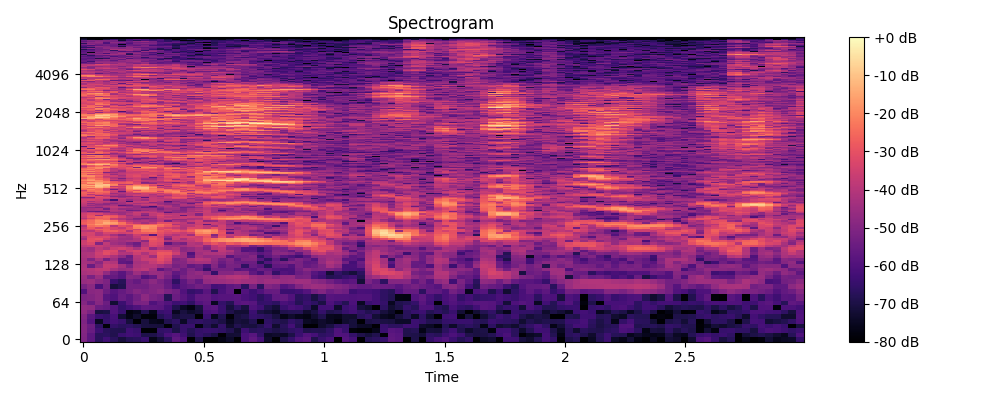 Spectrogram
+0 dB
4096
-10 dB
2048
-20 dB
1024
-30 dB
512
-40 dB
Hz
256
-50 dB
128
-60 dB
64
-70 dB
0
-80 dB
0 0.5 1 1.5 2 2.5
Time